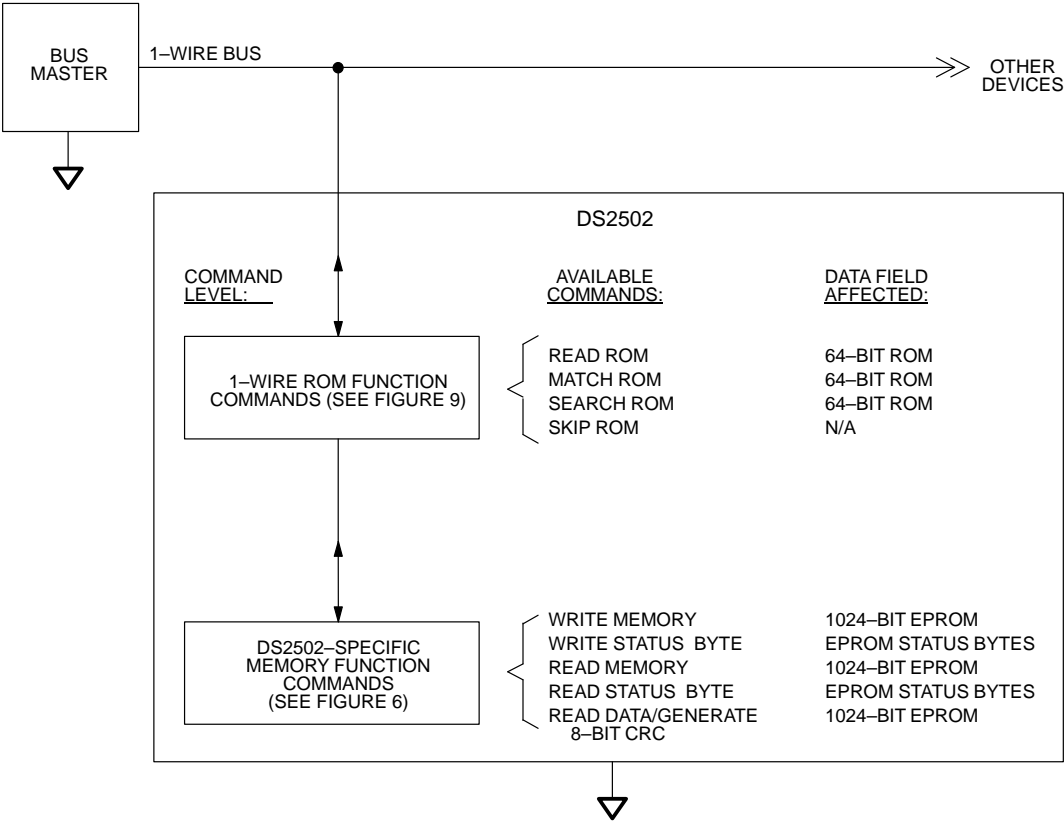 BUS
MASTER
1–WIRE BUS
OTHER
DEVICES
DS2502
COMMAND
LEVEL:
AVAILABLE
COMMANDS:
DATA FIELD
AFFECTED:
1–WIRE ROM FUNCTION
COMMANDS (SEE FIGURE 9)
READ ROM 64–BIT ROM
MATCH ROM 64–BIT ROM
SEARCH ROM 64–BIT ROM
SKIP ROM N/A
DS2502–SPECIFIC
MEMORY FUNCTION
COMMANDS
(SEE FIGURE 6)
WRITE MEMORY 1024–BIT EPROM
WRITE STATUS BYTE EPROM STATUS BYTES
READ MEMORY 1024–BIT EPROM
READ STATUS BYTE EPROM STATUS BYTES
READ DATA/GENERATE 1024–BIT EPROM
8–BIT CRC